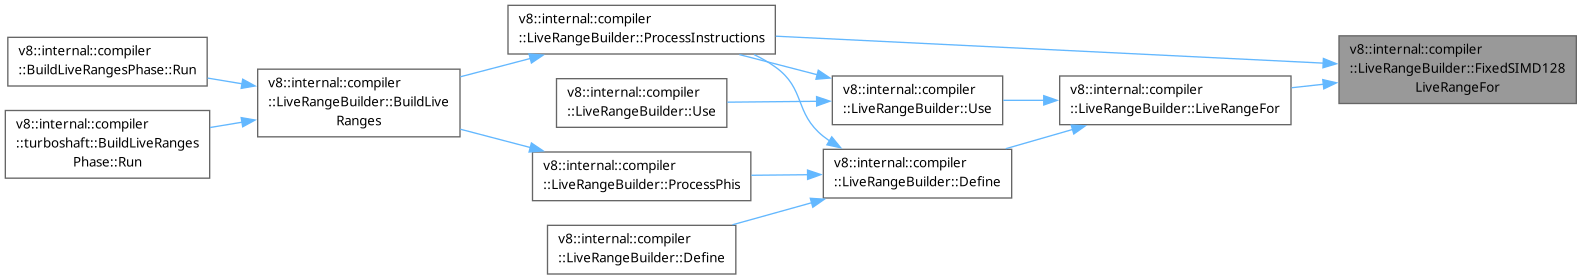 v8::internal::compiler
::BuildLiveRangesPhase::Run
v8::internal::compiler
::turboshaft::BuildLiveRanges
Phase::Run
v8::internal::compiler
::LiveRangeBuilder::BuildLive
Ranges
v8::internal::compiler
::LiveRangeBuilder::ProcessInstructions
v8::internal::compiler
::LiveRangeBuilder::Use
v8::internal::compiler
::LiveRangeBuilder::ProcessPhis
v8::internal::compiler
::LiveRangeBuilder::Define
v8::internal::compiler
::LiveRangeBuilder::Use
v8::internal::compiler
::LiveRangeBuilder::Define
v8::internal::compiler
::LiveRangeBuilder::LiveRangeFor
v8::internal::compiler
::LiveRangeBuilder::FixedSIMD128
LiveRangeFor